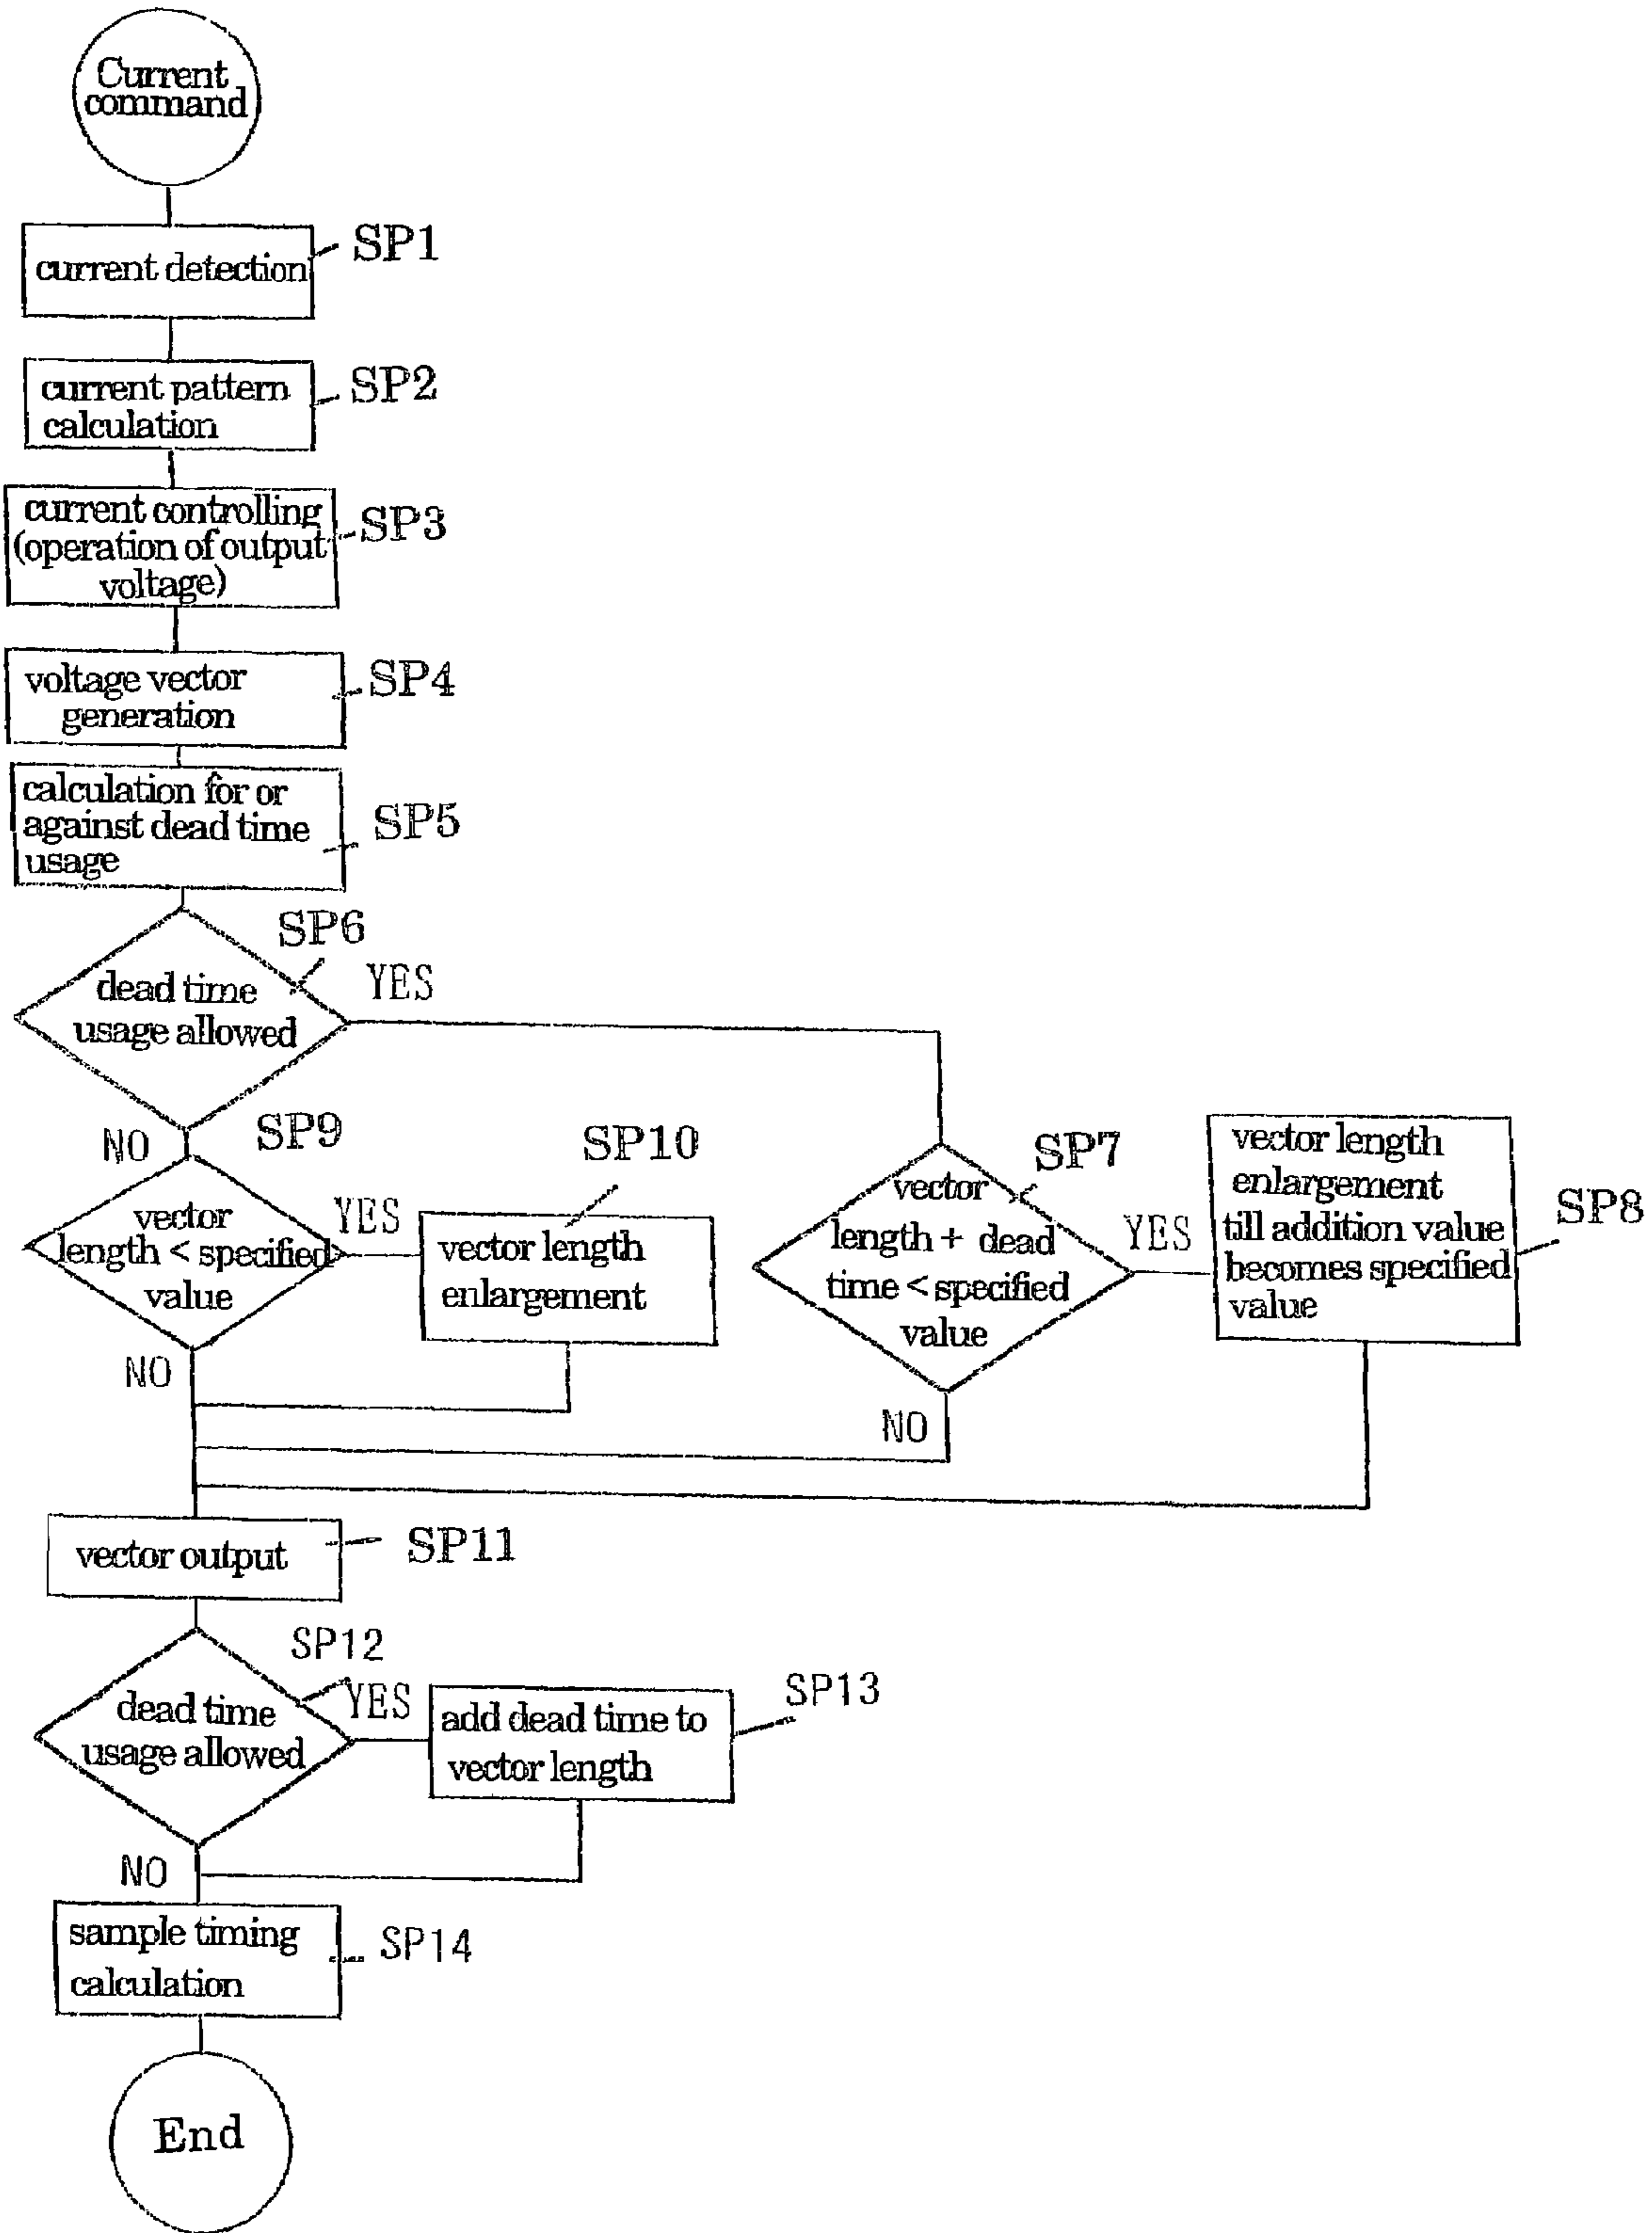 Current
command
current detection
SP1
current pattern
calculation
SP2
current controlling
(operation of output
voltage)
SP3
voltage vector
generation
SP4
calculation for or
against dead time
usage
SP5
SP6
dead time
usage allowed
YES
NO
SP9
vector
length < specified
value
YES
NO
SP10
vector length
enlargement
SP7
vector
length + dead
time < specified
value
YES
NO
vector length
enlargement
till addition value
becomes specified
value
SP8
vector output
SP11
SP12
dead time
usage allowed
YES
NO
add dead time to
vector length
SP13
sample timing
calculation
SP14
End